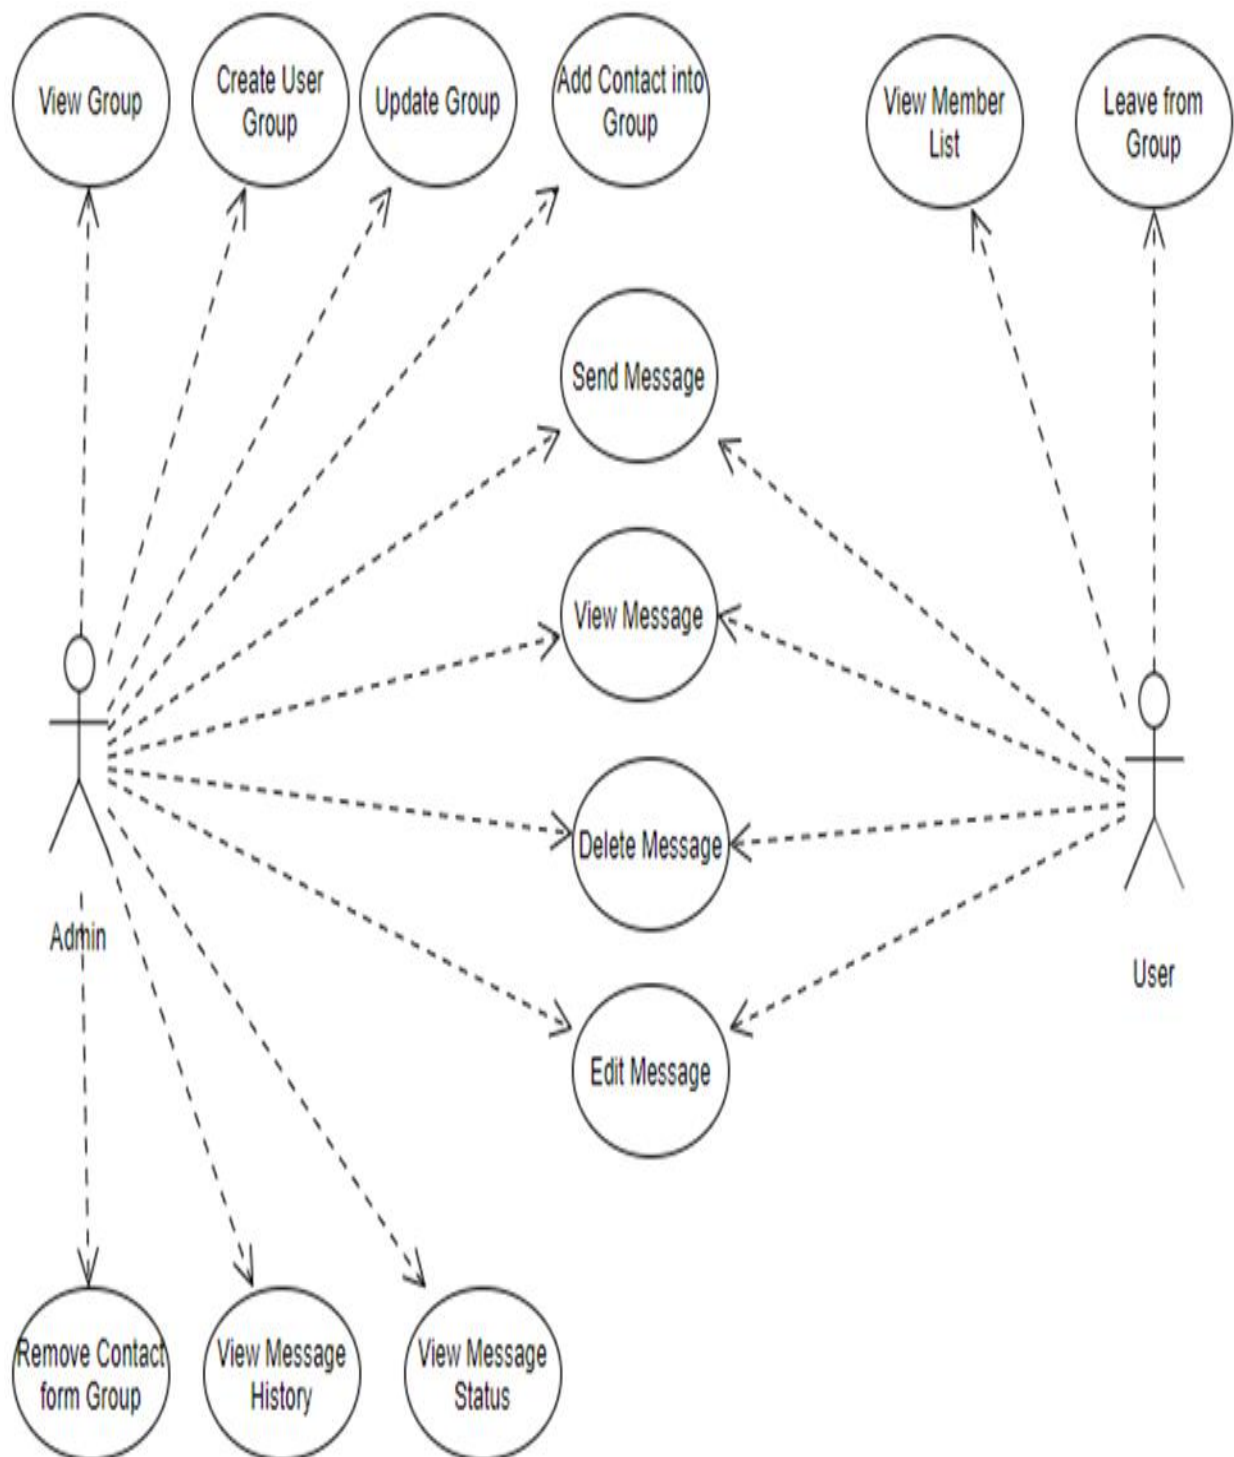 View Group
Create User
Group
Update Group
Add Contact into
Group
View Member
List
Leave from
Group
Send Message
View Message
Delete Message
Admin
User
Edit Message
Remove Contact
form Group
View Message
History
View Message
Status